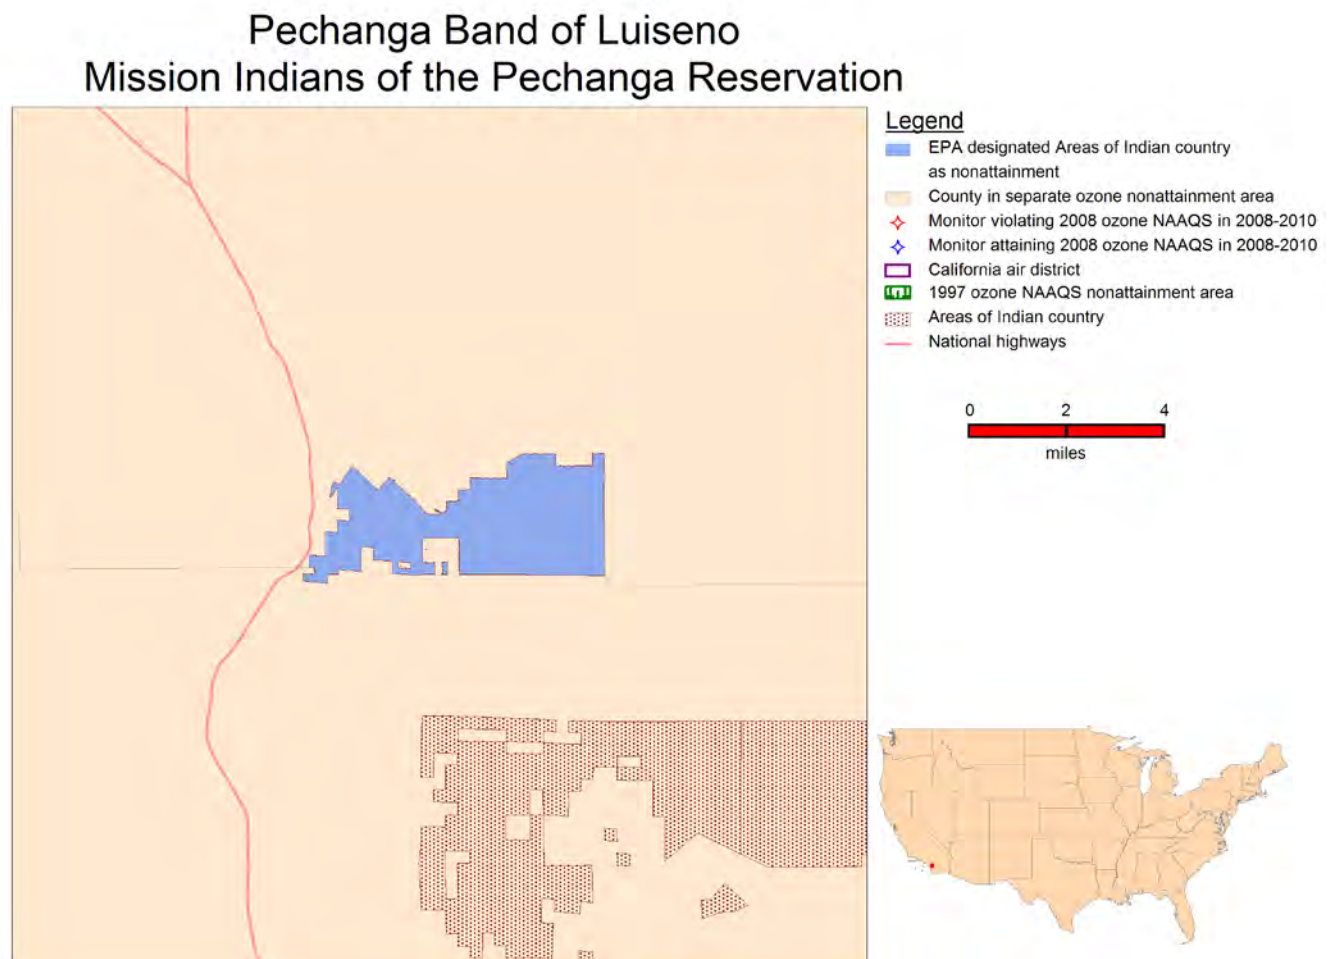 Pechanga Band of Luiseno
Mission Indians of the Pechanga Reservation
Legend
EPA designated Areas of Indian country
as nonattainment
County in separate ozone nonattainment area
Monitor violating 2008 ozone NAAQS in 2008-2010
Monitor attaining 2008 ozone NAAQS in 2008-2010
California air district
1997 ozone NAAQS nonattainment area
Areas of Indian country
National highways
0 2 4
miles